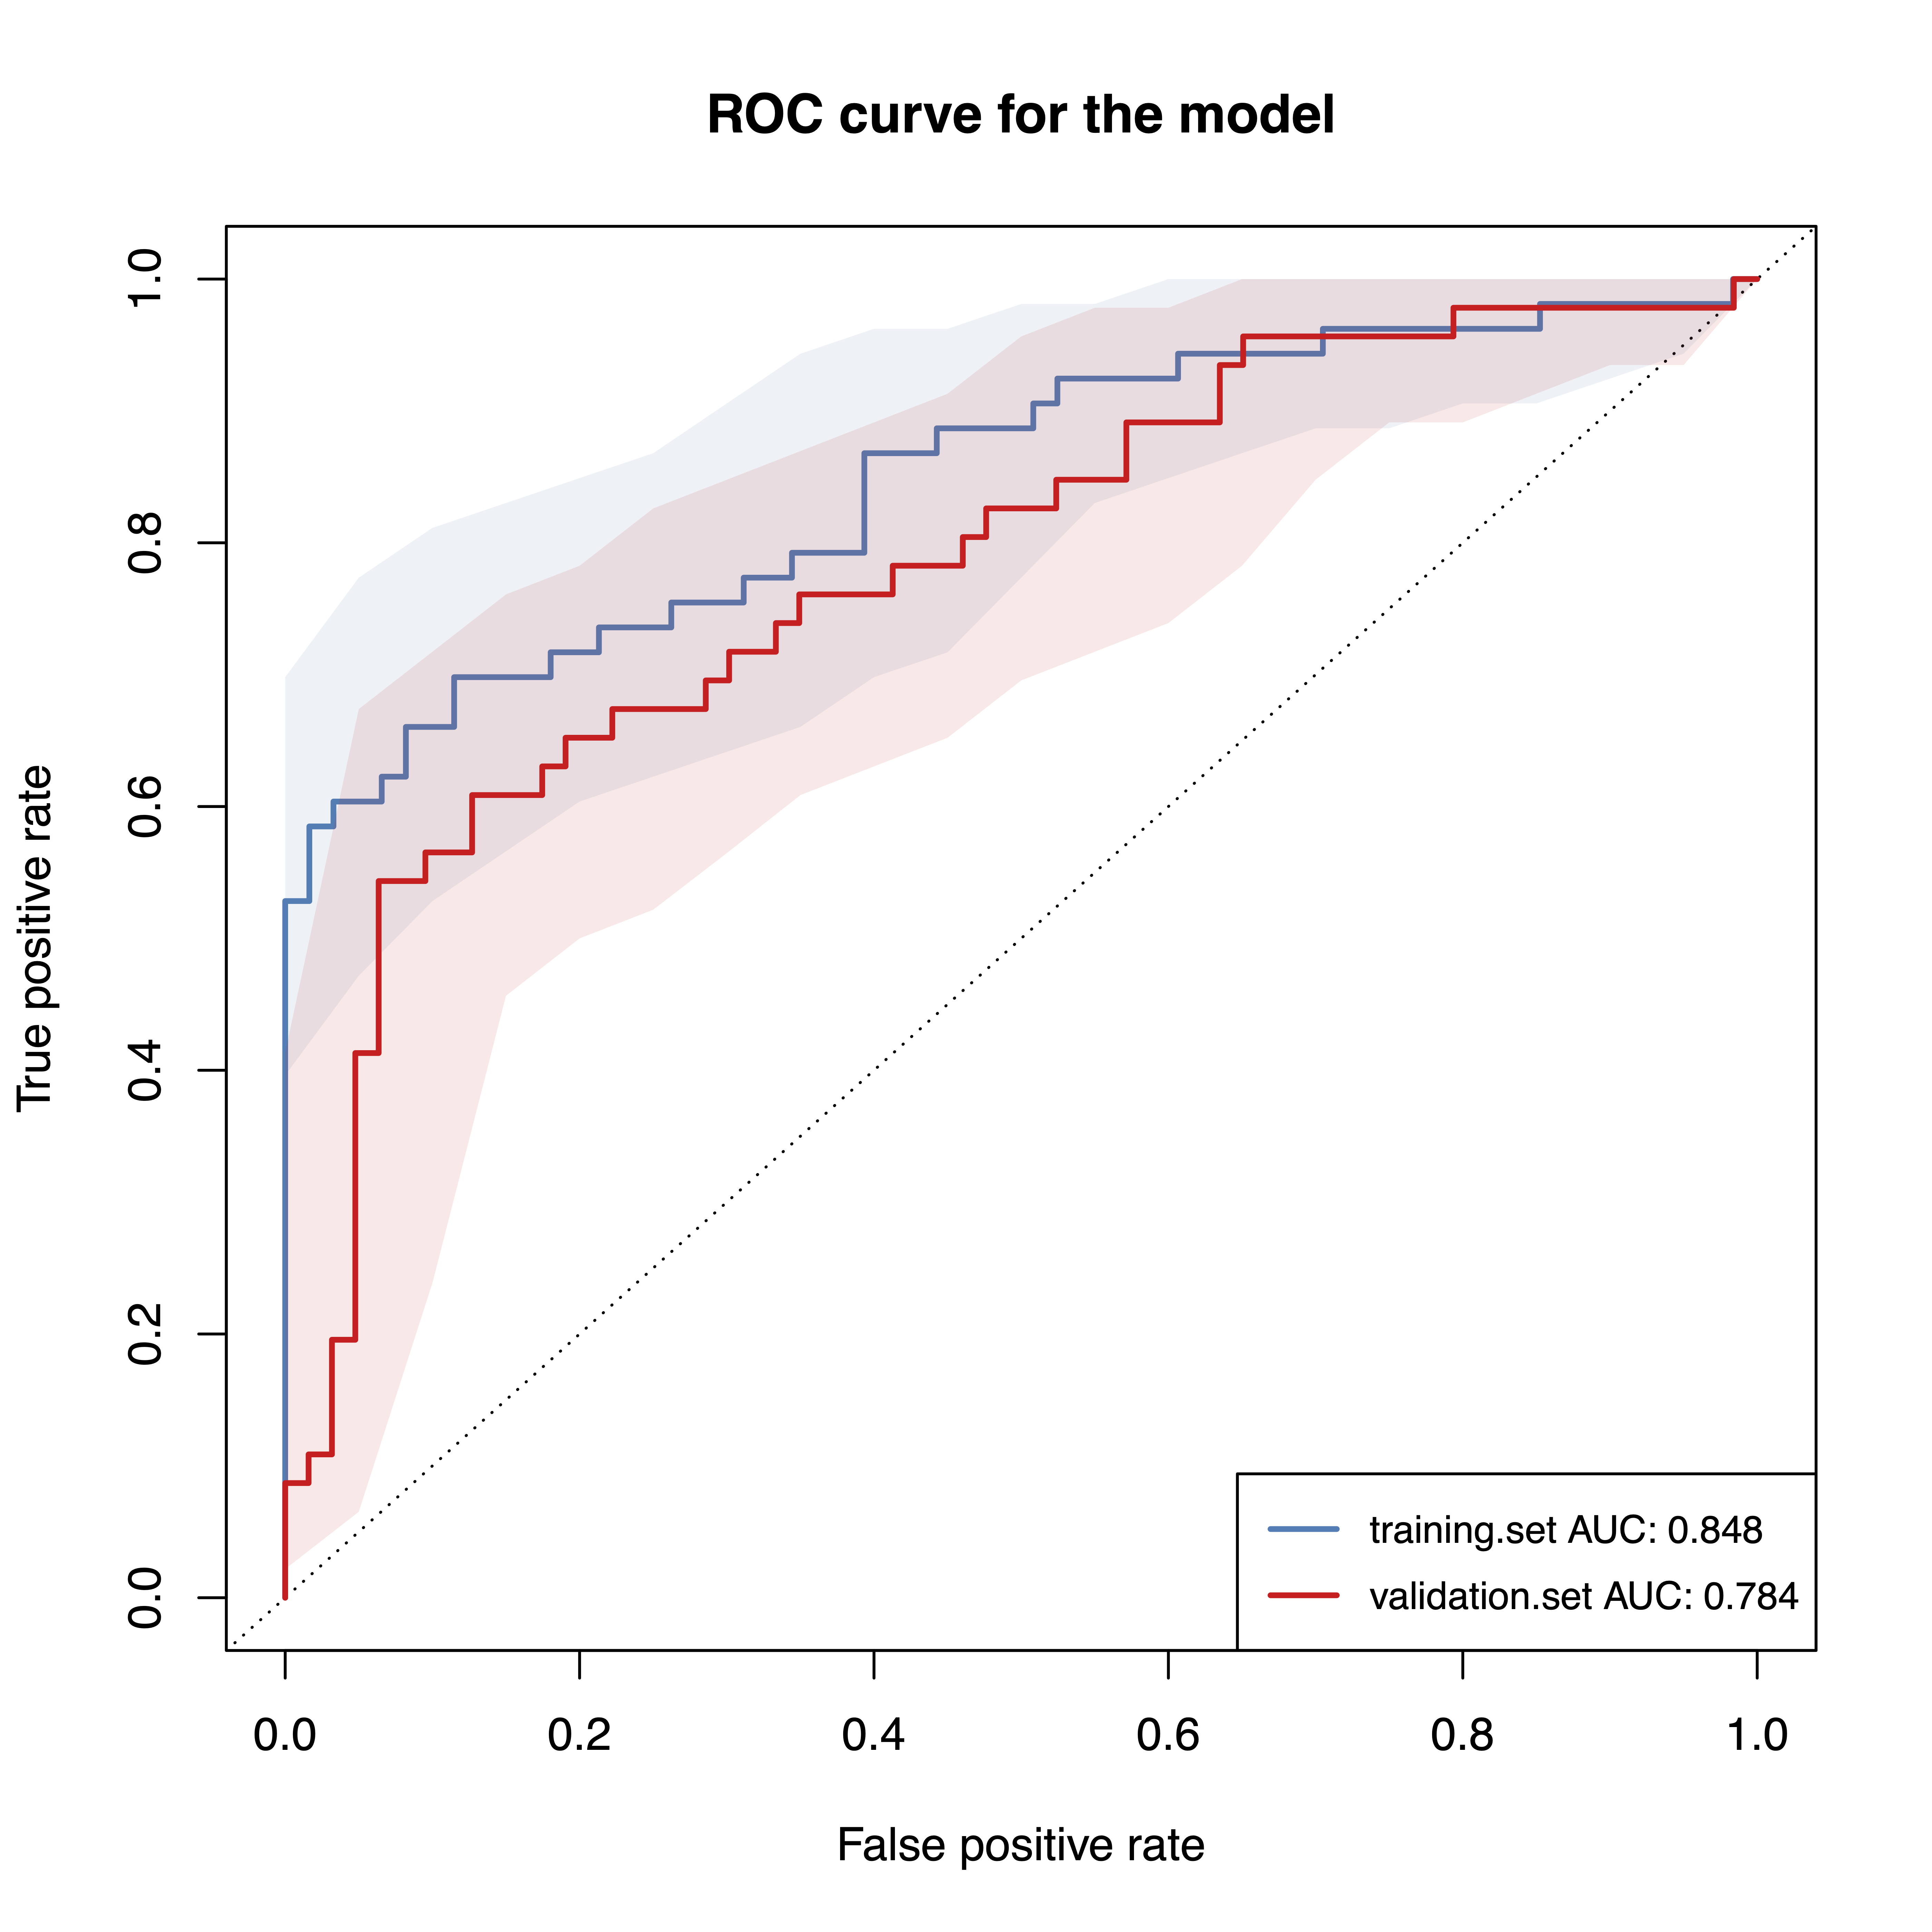 ROC curve for the model
True positive rate
1.0
0.8
0.6
0.4
0.2
0.0
training.set AUC: 0.848
validation.set AUC: 0.784
0.0 0.2 0.4 0.6 0.8 1.0
False positive rate